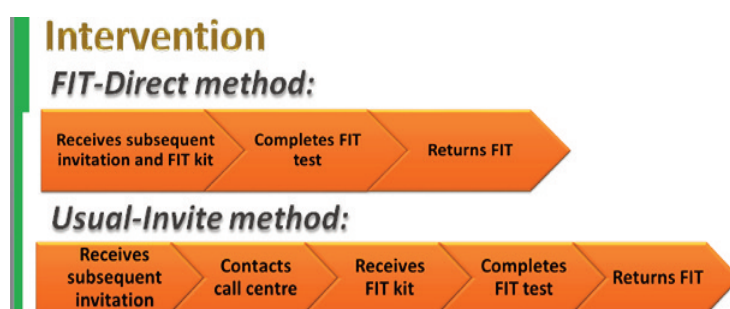 Intervention
FIT-Direct method:
Receives subsequent
invitation and FIT kit
Completes FIT
test
Returns FIT
Usual-Invite method:
Receives
subsequent
invitation
Contacts
call centre
Receives
FIT kit
Completes
FIT test
Returns FIT